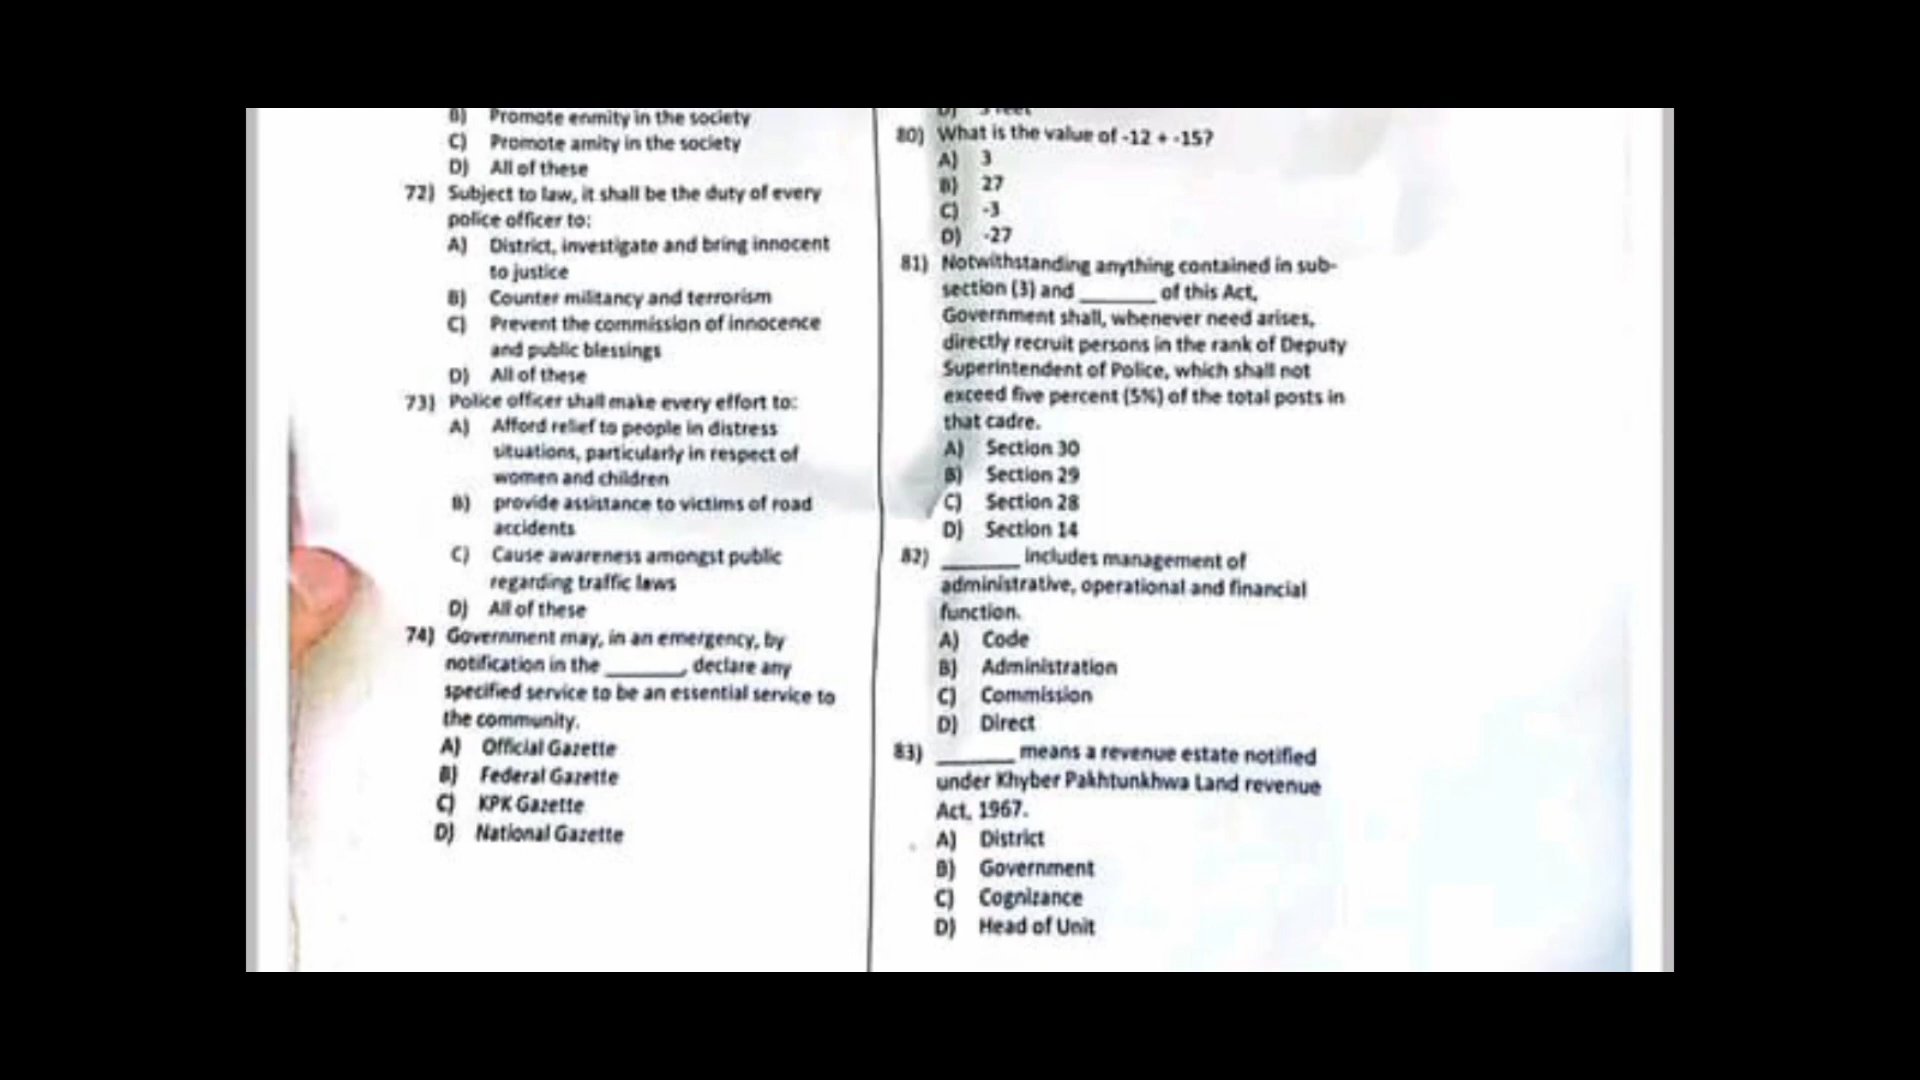 B) Promote enmity in the society
C) Promote amity in the society
D) All of these
72) Subject to law, it shall be the duty of every
police officer to:
A) District, investigate and bring innocent
to justice
B) Counter militancy and terrorism
C) Prevent the commission of innocence
and public blessings
D) All of these
73) Police officer shall make every effort to:
A) Afford relief to people in distress
situations, particularly in respect of
women and children
B) provide assistance to victims of road
accidents
C) Cause awareness amongst public
regarding traffic laws
D) All of these
74) Government may, in an emergency, by
notification in the _______, declare any
specified service to be an essential service to
the community.
A) Official Gazette
B) Federal Gazette
C) KPK Gazette
D) National Gazette
D) 3 feet
80) What is the value of -12 + -15?
A) 3
B) 27
C) -3
D) -27
81) Notwithstanding anything contained in sub-
section (3) and _______ of this Act,
Government shall, whenever need arises,
directly recruit persons in the rank of Deputy
Superintendent of Police, which shall not
exceed five percent (5%) of the total posts in
that cadre.
A) Section 30
B) Section 29
C) Section 28
D) Section 14
82) _______ includes management of
administrative, operational and financial
function.
A) Code
B) Administration
C) Commission
D) Direct
83) _______ means a revenue estate notified
under Khyber Pakhtunkhwa Land revenue
Act, 1967.
A) District
B) Government
C) Cognizance
D) Head of Unit